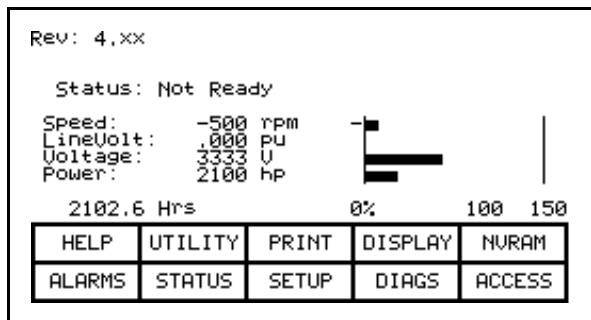 Rev: 4.xx
Status: Not Ready
Speed: -500 rpm
LineVolt: .000 pu
Voltage: 3333 V
Power: 2100 hp
2102.6 Hrs 0% 100 150
HELP UTILITY PRINT DISPLAY NVRAM
ALARMS STATUS SETUP DIAGS ACCESS